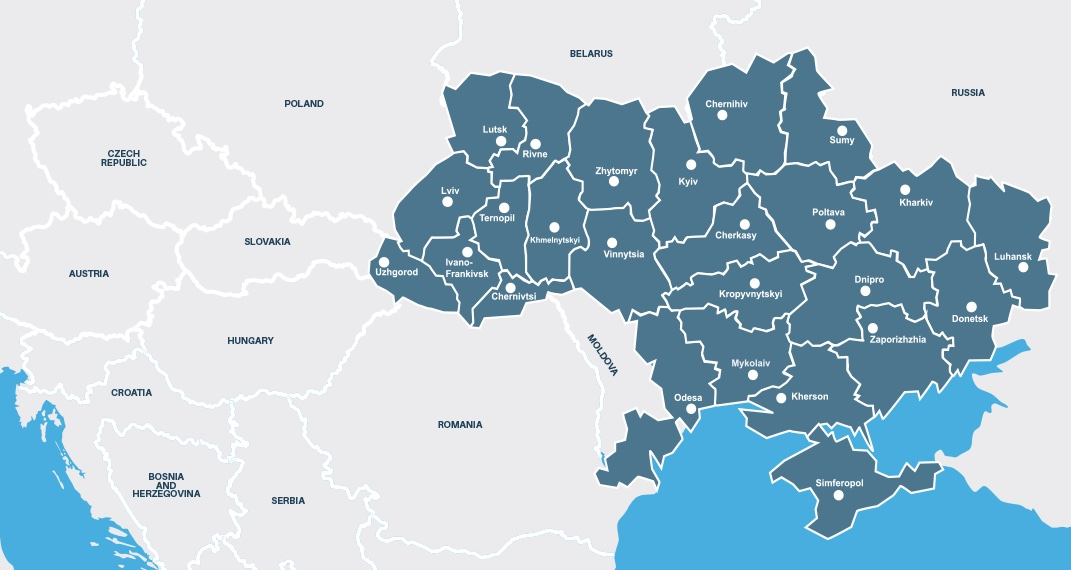 BELARUS
RUSSIA
POLAND
CZECH
REPUBLIC
SLOVAKIA
AUSTRIA
HUNGARY
CROATIA
BOSNIA
AND
HERZEGOVINA
SERBIA
ROMANIA
MOLDOVA
Lutsk
Rivne
Zhytomyr
Kyiv
Chernihiv
Sumy
Lviv
Ternopil
Khmelnytskyi
Vinnytsia
Cherkasy
Poltava
Kharkiv
Luhansk
Uzhgorod
Ivano-
Frankivsk
Chernivtsi
Kropyvnytskyi
Dnipro
Donetsk
Zaporizhzhia
Mykolaiv
Odesa
Kherson
Simferopol